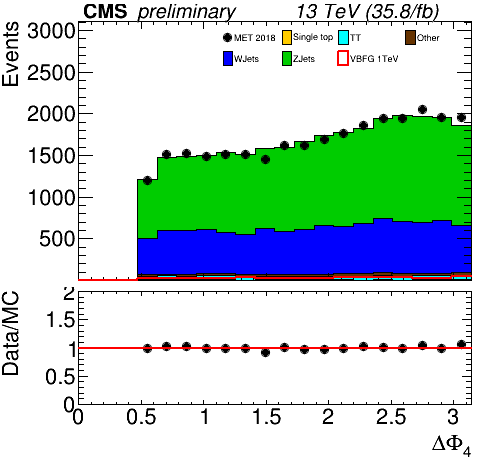 CMS preliminary 13 TeV (35.8/fb)
MET 2018 Single top TT Other
WJets ZJets VBFG 1TeV
Events
3000
2500
2000
1500
1000
500
Data/MC
2
1.5
1
0.5
0
0 0.5 1 1.5 2 2.5 3
ΔΦ4